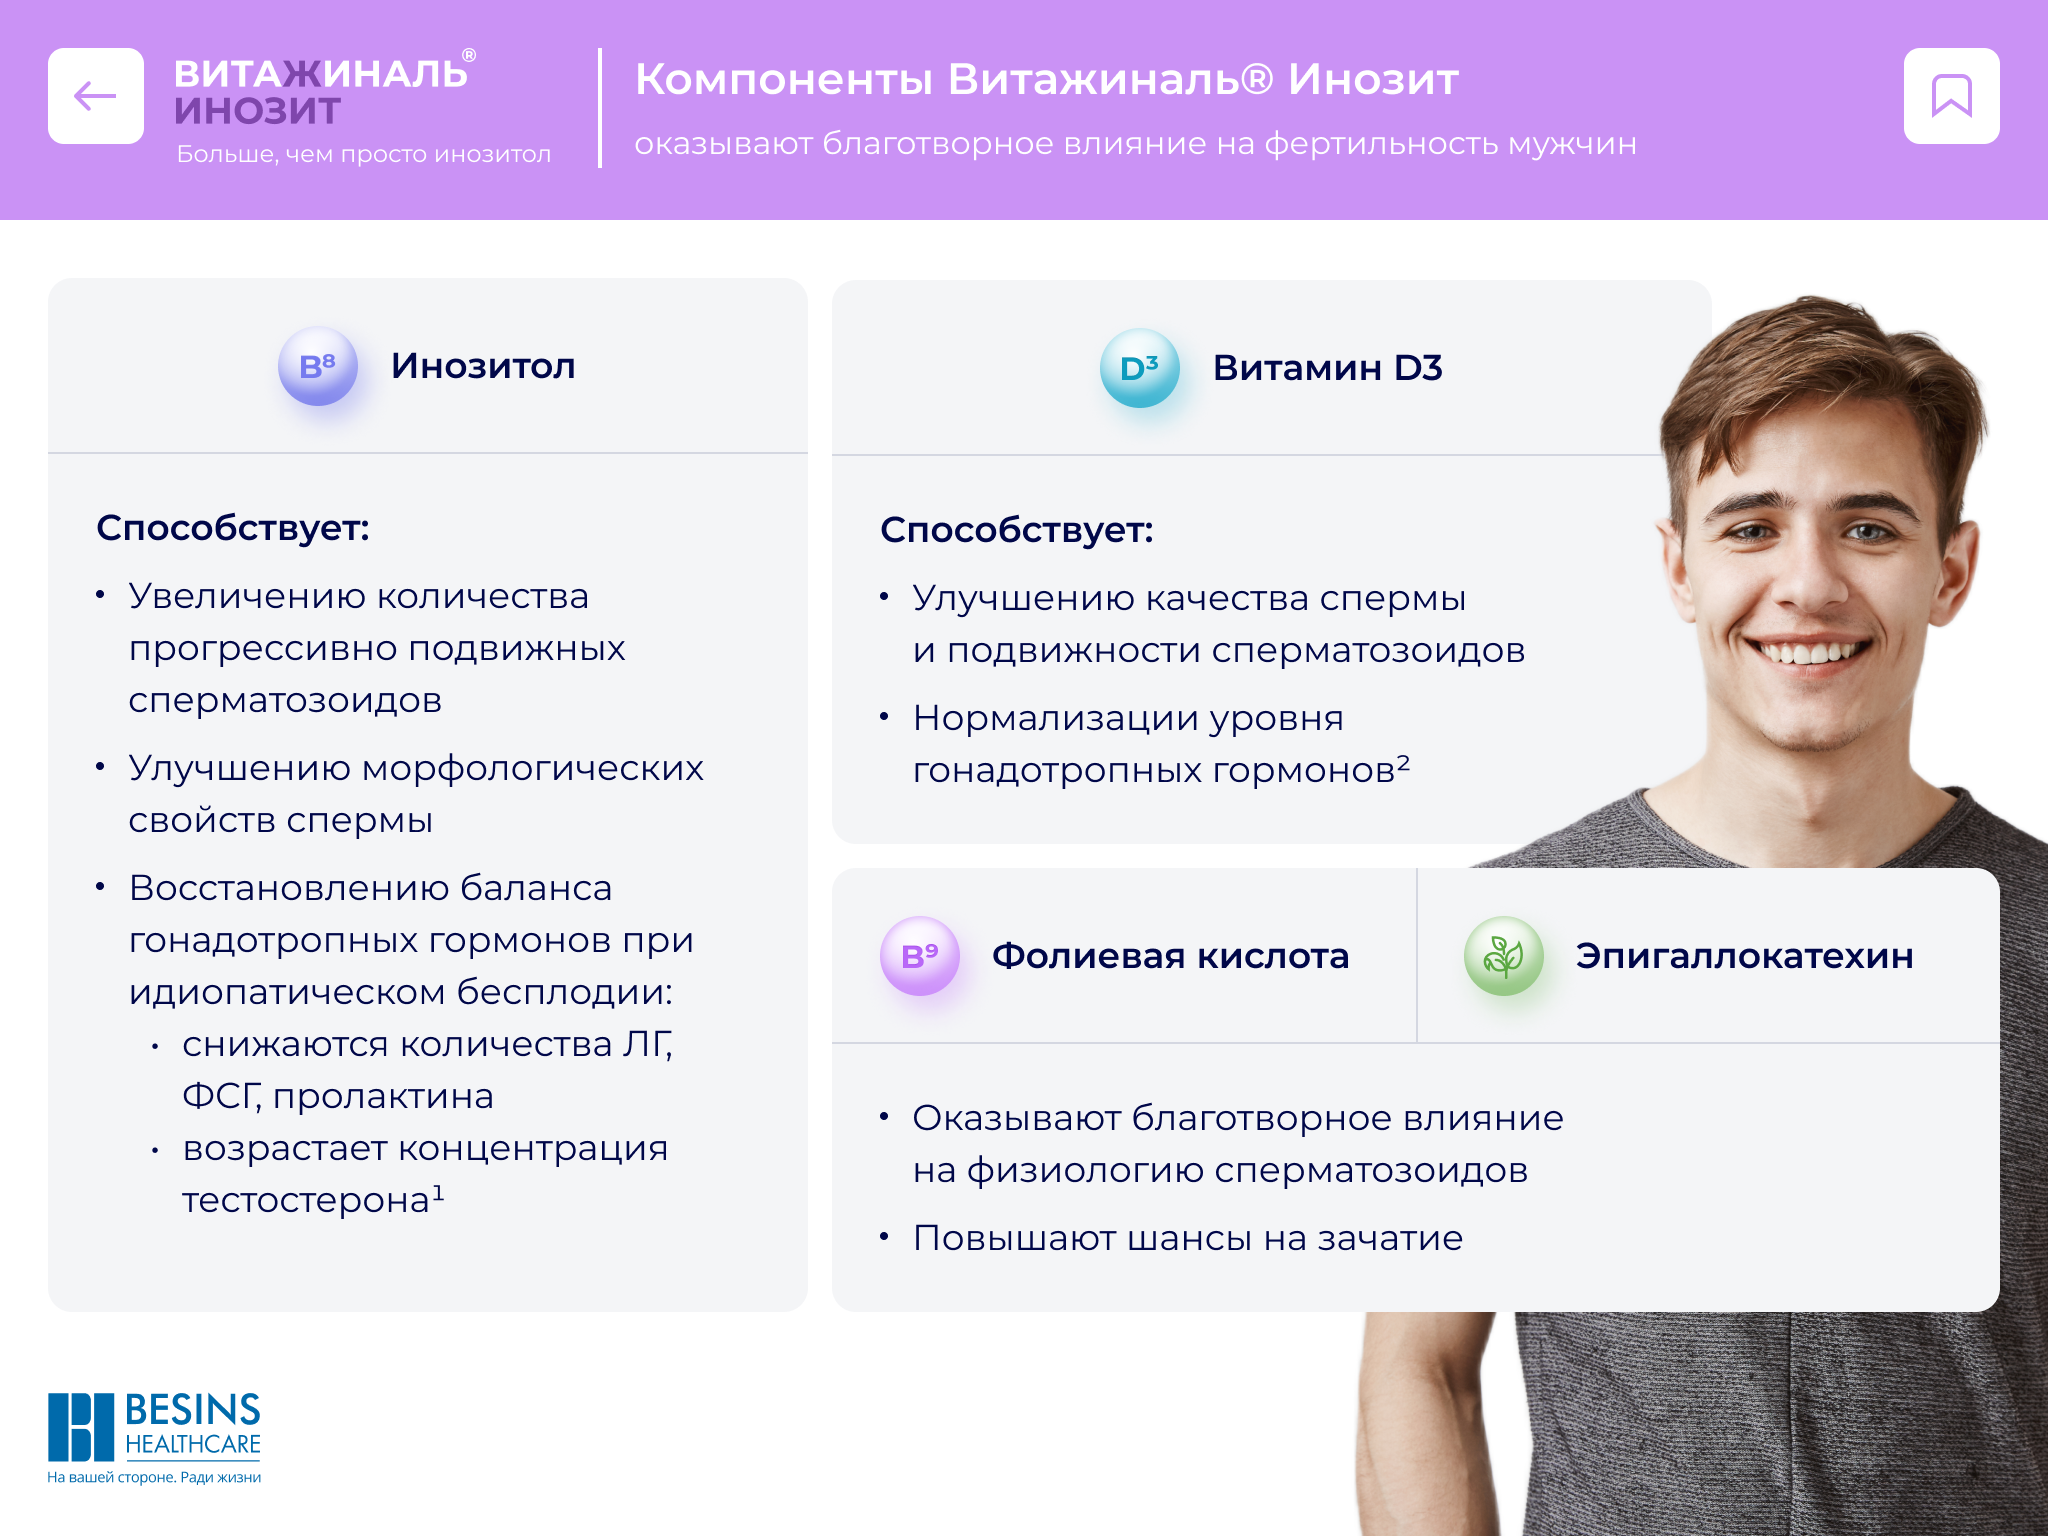 ВИТАЖИНАЛЬ®
ИНОЗИТ
Больше, чем просто инозитол
Компоненты Витажиналь® Инозит
оказывают благотворное влияние на фертильность мужчин
B⁸
Инозитол
Способствует:
• Увеличению количества
прогрессивно подвижных
сперматозоидов
• Улучшению морфологических
свойств спермы
• Восстановлению баланса
гонадотропных гормонов при
идиопатическом бесплодии:
• снижаются количества ЛГ,
ФСГ, пролактина
• возрастает концентрация
тестостерона¹
D³
Витамин D3
Способствует:
• Улучшению качества спермы
и подвижности сперматозоидов
• Нормализации уровня
гонадотропных гормонов²
B⁹
Фолиевая кислота
Эпигаллокатехин
• Оказывают благотворное влияние
на физиологию сперматозоидов
• Повышают шансы на зачатие
BESINS
HEALTHCARE
На вашей стороне. Ради жизни